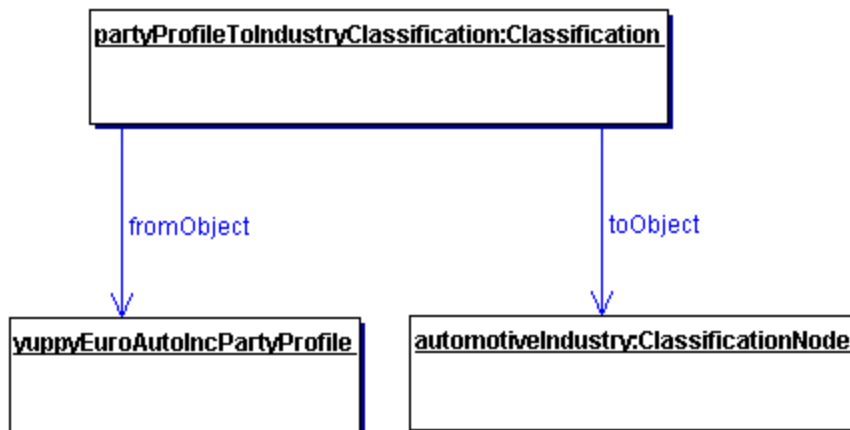 partyProfileToIndustryClassification:Classification
fromObject
toObject
yuppyEuroAutoIncPartyProfile
automotiveIndustry:ClassificationNode